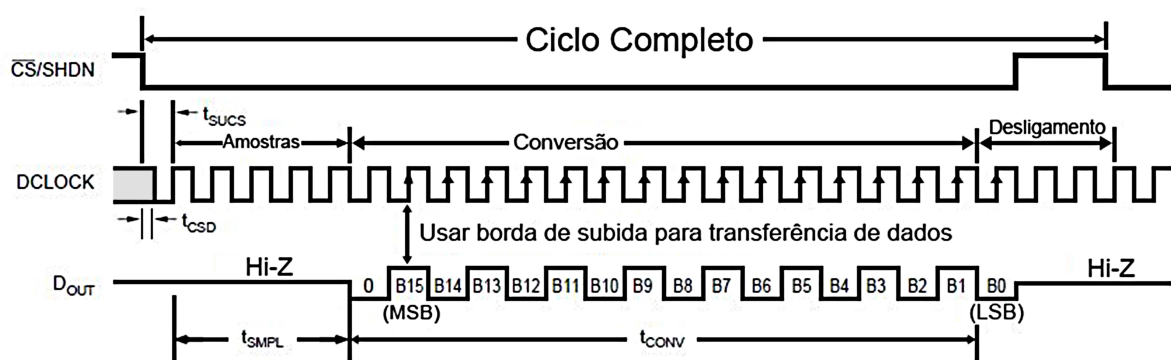 Ciclo Completo
CS/SHDN
tSUCS
Amostras
Conversão
Desligamento
DCLOCK
tCSD
Usar borda de subida para transferência de dados
Hi-Z
Hi-Z
DOUT
0 B15 B14 B13 B12 B11 B10 B9 B8 B7 B6 B5 B4 B3 B2 B1 B0
(MSB)
(LSB)
tSMPL
tCONV